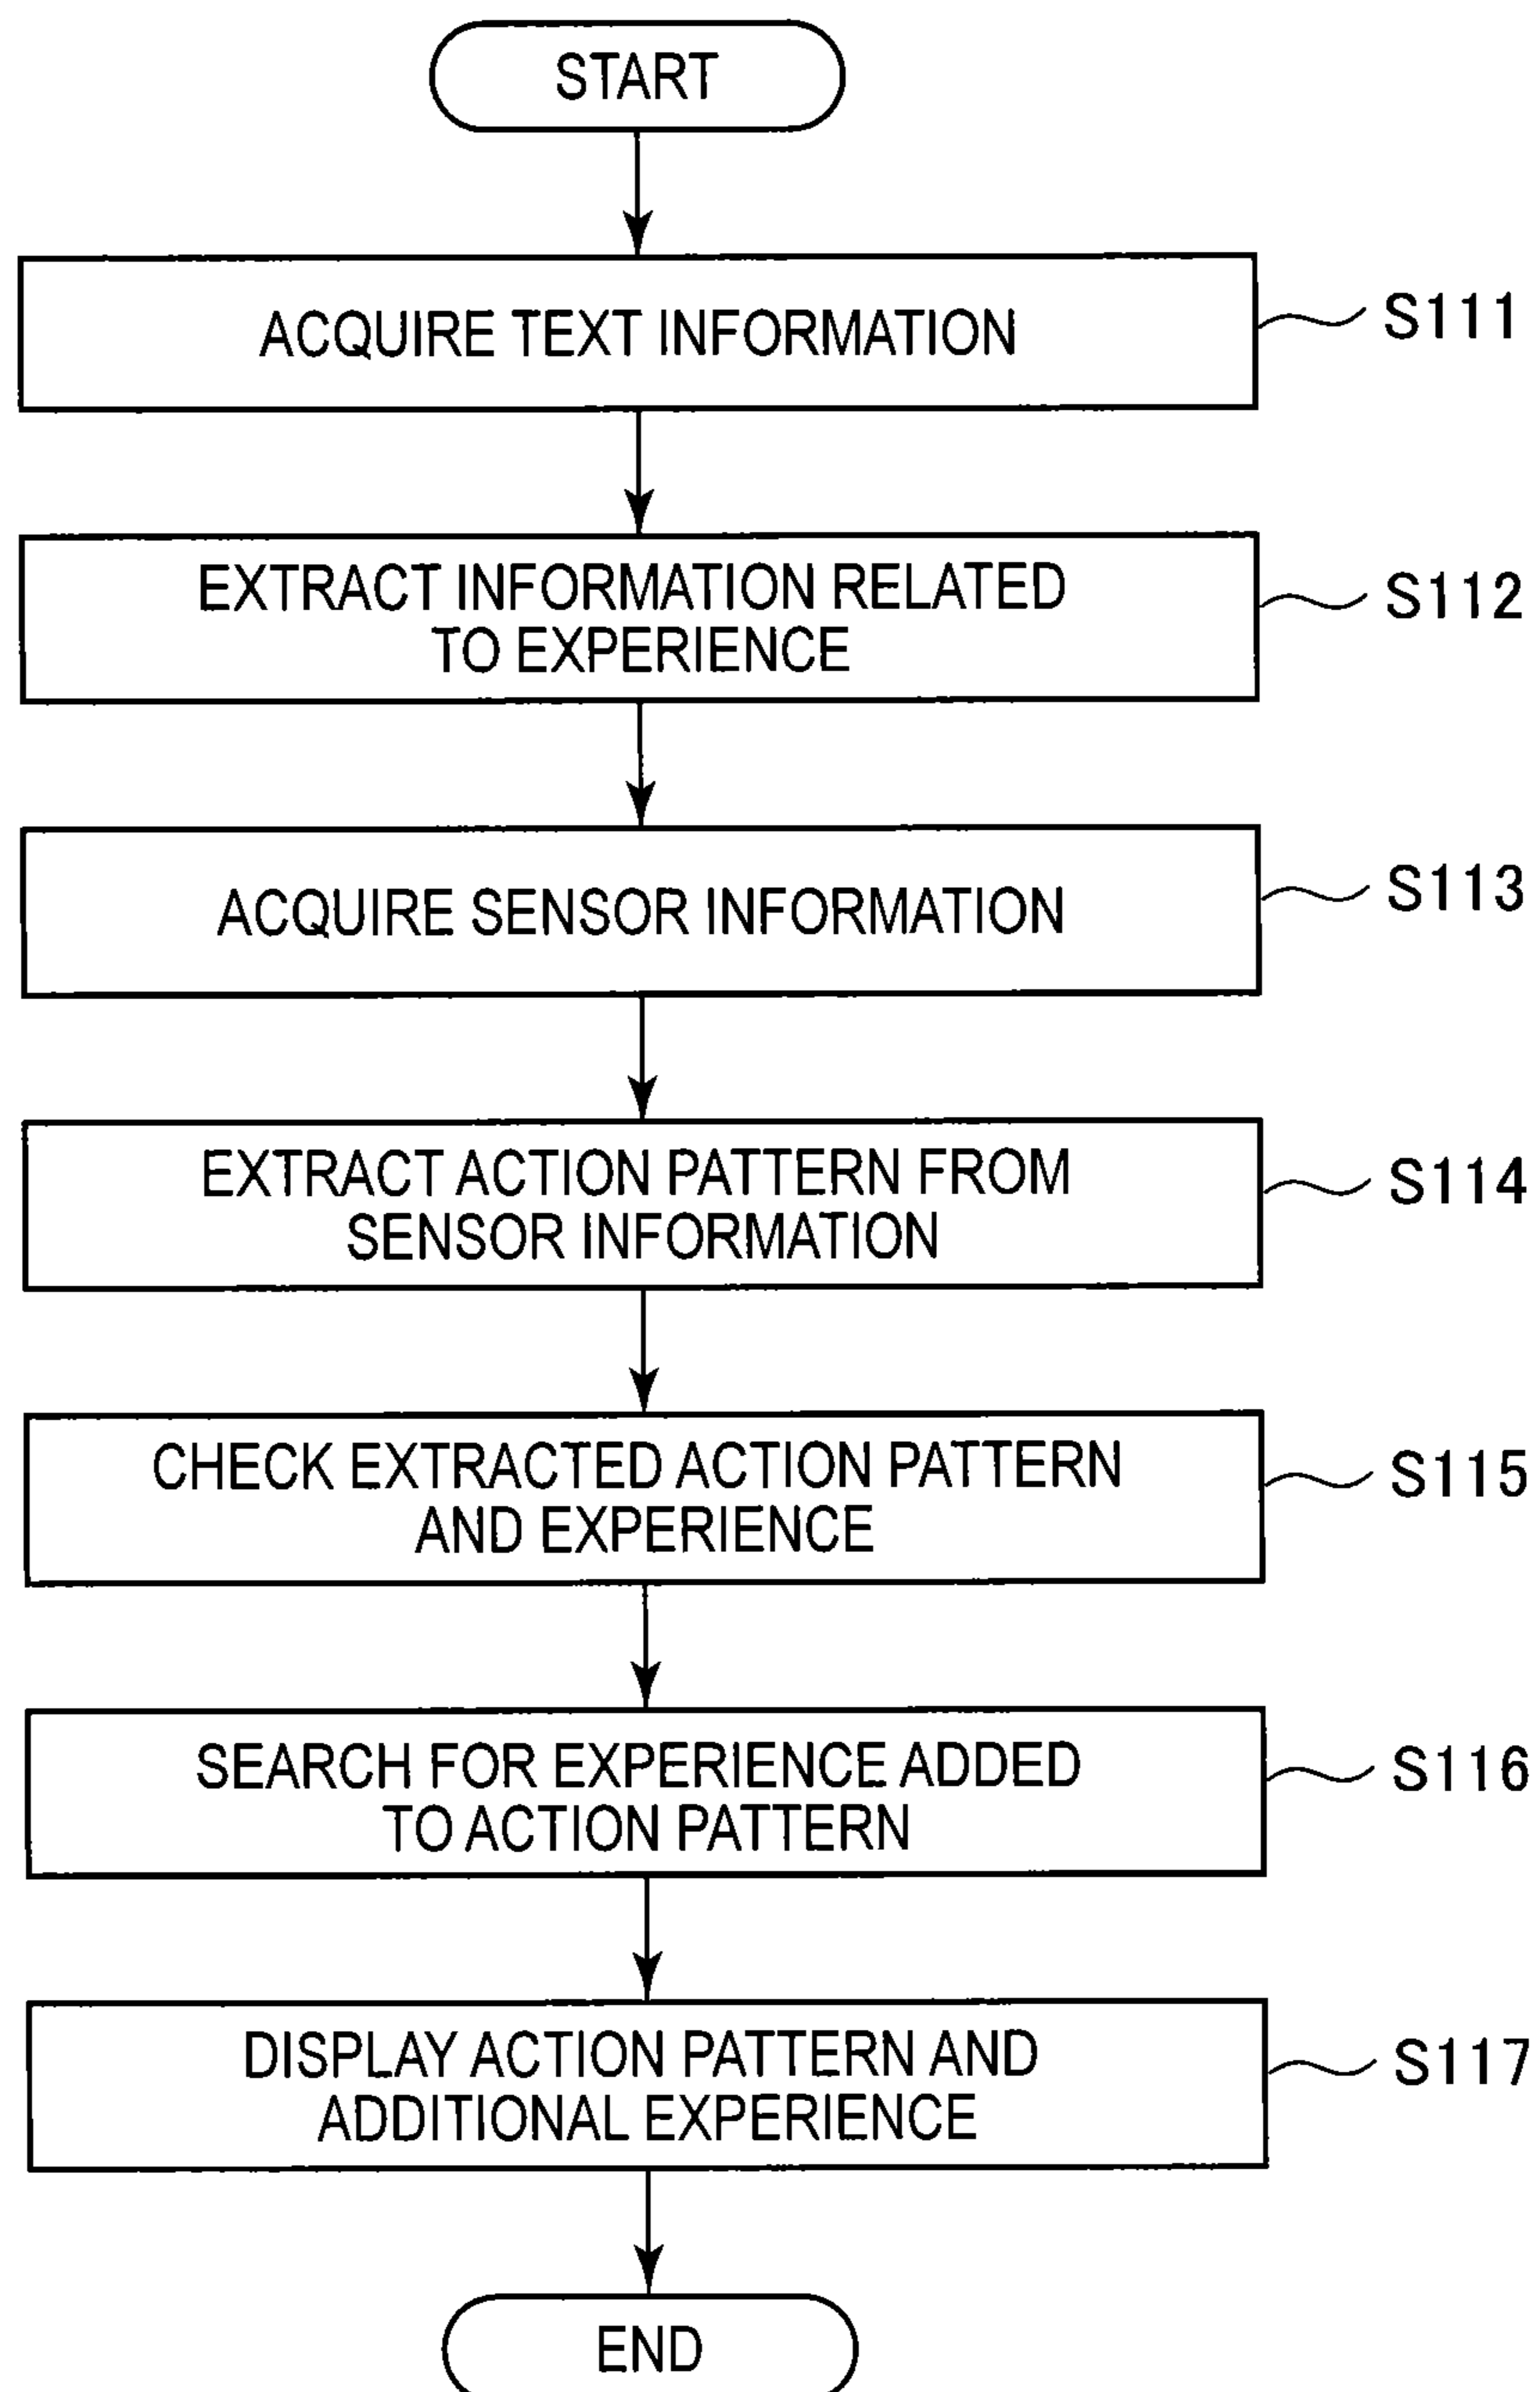 START
ACQUIRE TEXT INFORMATION
S111
EXTRACT INFORMATION RELATED
TO EXPERIENCE
S112
ACQUIRE SENSOR INFORMATION
S113
EXTRACT ACTION PATTERN FROM
SENSOR INFORMATION
S114
CHECK EXTRACTED ACTION PATTERN
AND EXPERIENCE
S115
SEARCH FOR EXPERIENCE ADDED
TO ACTION PATTERN
S116
DISPLAY ACTION PATTERN AND
ADDITIONAL EXPERIENCE
S117
END